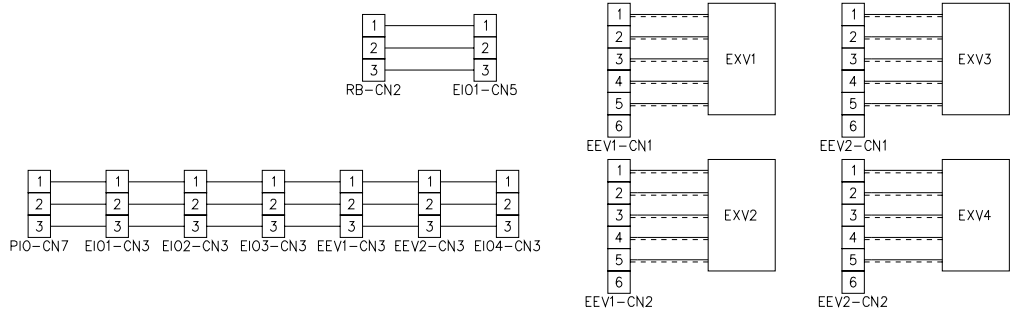 1 1
2 2
3 3
RB-CN2 EIO1-CN5
1 1 1 1 1 1 1
2 2 2 2 2 2 2
3 3 3 3 3 3 3
PIO-CN7 EIO1-CN3 EIO2-CN3 EIO3-CN3 EEV1-CN3 EEV2-CN3 EIO4-CN3
1
2
3 EXV1
4
5
6
EEV1-CN1
1
2
3 EXV3
4
5
6
EEV2-CN1
1
2
3 EXV2
4
5
6
EEV1-CN2
1
2
3 EXV4
4
5
6
EEV2-CN2